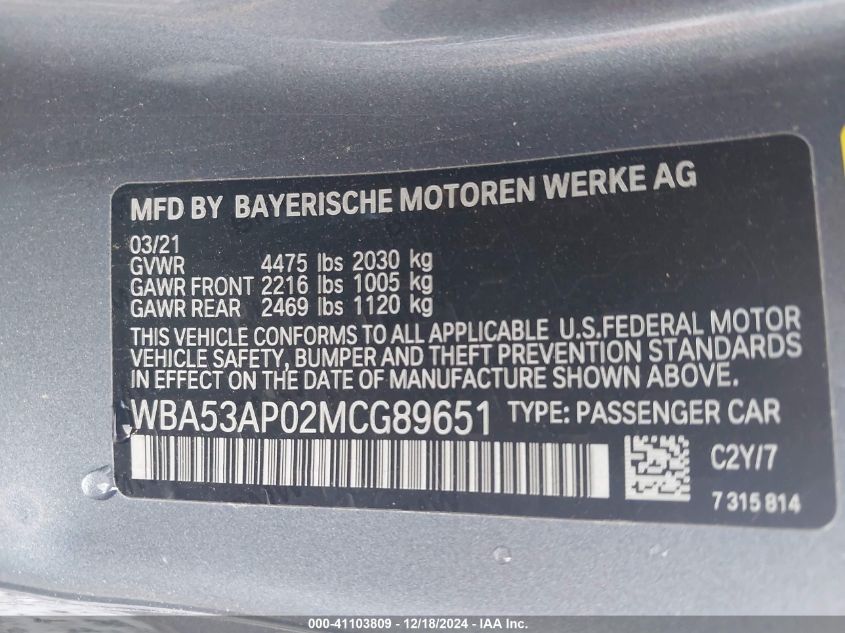 MFD BY BAYERISCHE MOTOREN WERKE AG
03/21
GVWR 4475 lbs 2030 kg
GAWR FRONT 2216 lbs 1005 kg
GAWR REAR 2469 lbs 1120 kg
THIS VEHICLE CONFORMS TO ALL APPLICABLE U.S.FEDERAL MOTOR
VEHICLE SAFETY, BUMPER AND THEFT PREVENTION STANDARDS
IN EFFECT ON THE DATE OF MANUFACTURE SHOWN ABOVE.
WBA53AP02MCG89651 TYPE: PASSENGER CAR
C2Y/7
7 315 814
000-41103809 - 12/18/2024 - IAA Inc.